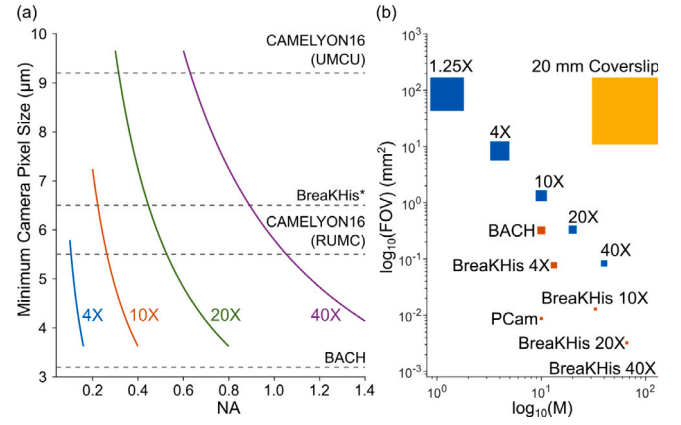 (a)
Minimum Camera Pixel Size (μm)
10
9
8
7
6
5
4
3
CAMELYON16
(UMCU)
BreaKHis*
CAMELYON16
(RUMC)
BACH
4X
10X
20X
40X
0.2
0.4
0.6
0.8
1.0
1.2
1.4
NA
(b)
log10(FOV) (mm²)
10³
10²
10¹
10⁰
10⁻¹
10⁻²
10⁻³
1.25X
20 mm Coverslip
4X
10X
BACH
20X
BreaKHis 4X
40X
BreaKHis 10X
PCam
BreaKHis 20X
BreaKHis 40X
10⁰
10¹
10²
log10(M)